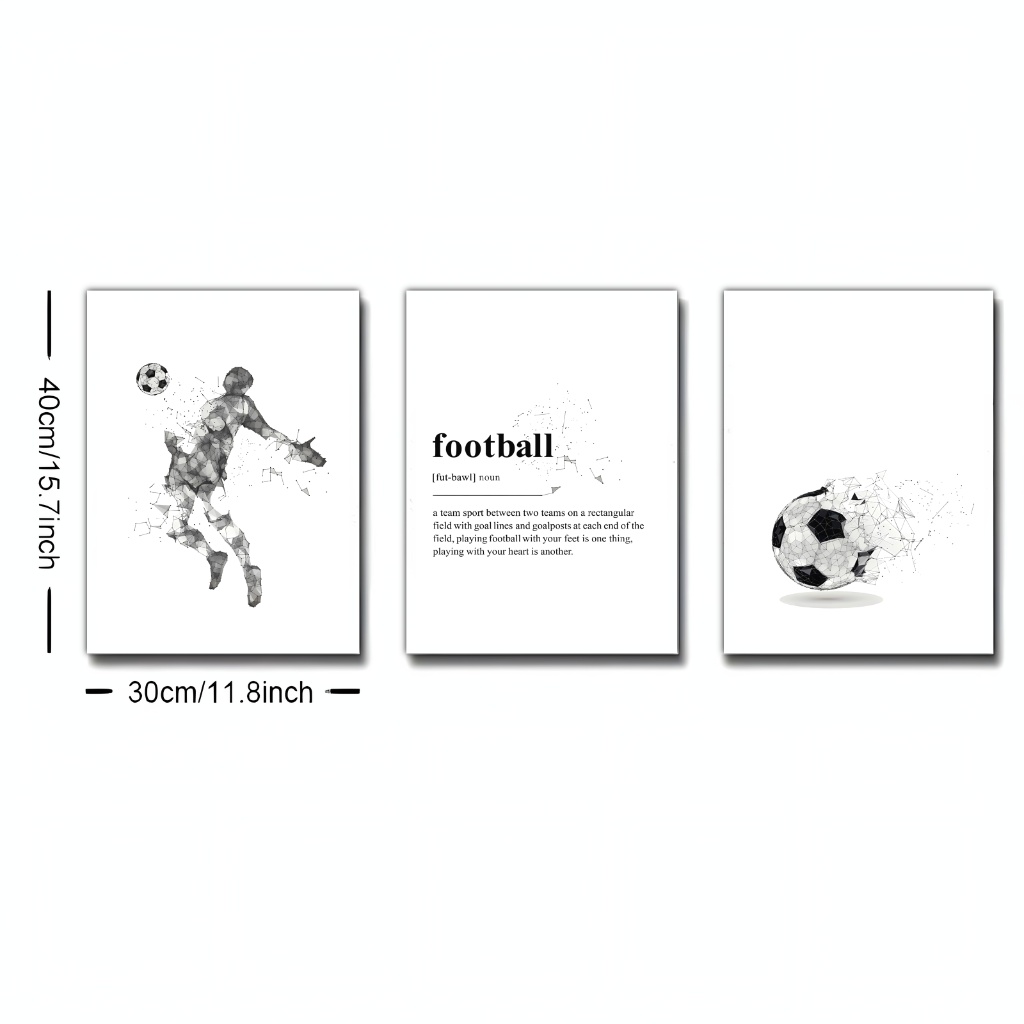 40cm/15.7inch
football
[fut-bawl] noun
a team sport between two teams on a rectangular
field with goal lines and goalposts at each end of the
field, playing football with your feet is one thing,
playing with your heart is another.
30cm/11.8inch